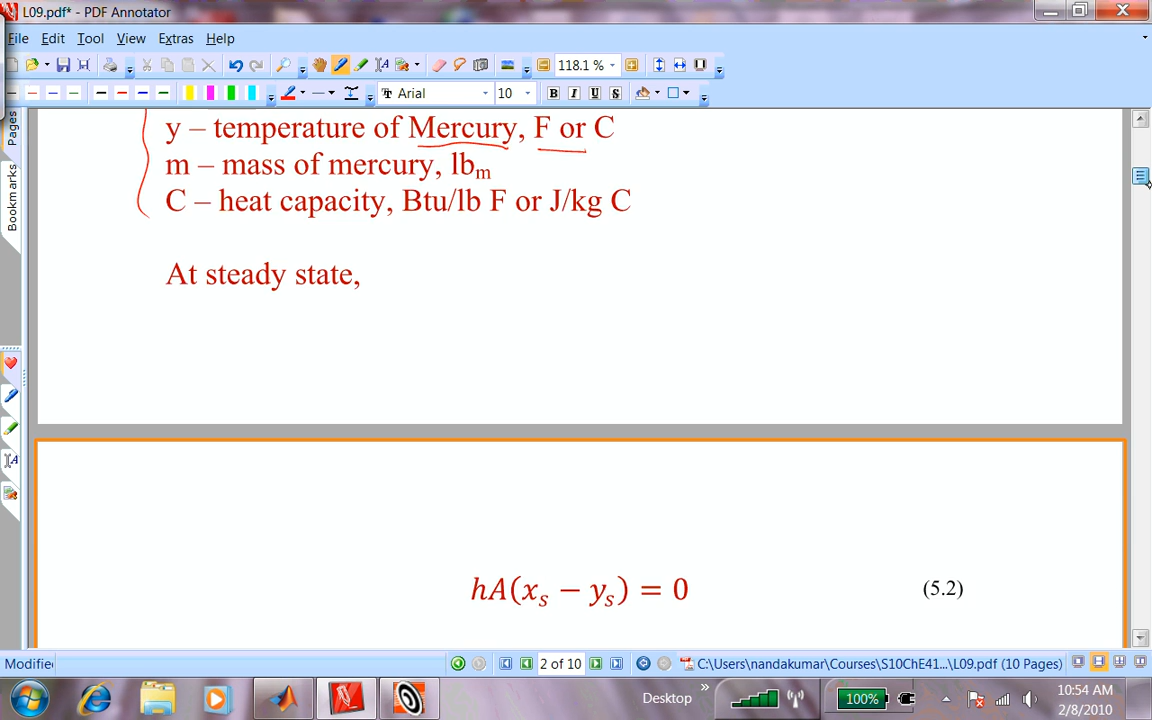 L09.pdf* - PDF Annotator
File Edit Tool View Extras Help
118.1 %
Arial 10 B I U S
Pages
Bookmarks
y – temperature of Mercury, F or C
m – mass of mercury, lbm
C – heat capacity, Btu/lb F or J/kg C
At steady state,
hA(xs − ys) = 0 (5.2)
Modified 2 of 10 C:\Users\nandakumar\Courses\S10ChE41...\L09.pdf (10 Pages)
Desktop » 100% 10:54 AM
2/8/2010